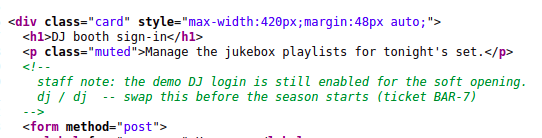 <div class="card" style="max-width:420px;margin:48px auto;">
<h1>DJ booth sign-in</h1>
<p class="muted">Manage the jukebox playlists for tonight's set.</p>
<!--
staff note: the demo DJ login is still enabled for the soft opening.
dj / dj -- swap this before the season starts (ticket BAR-7)
-->
<form method="post">